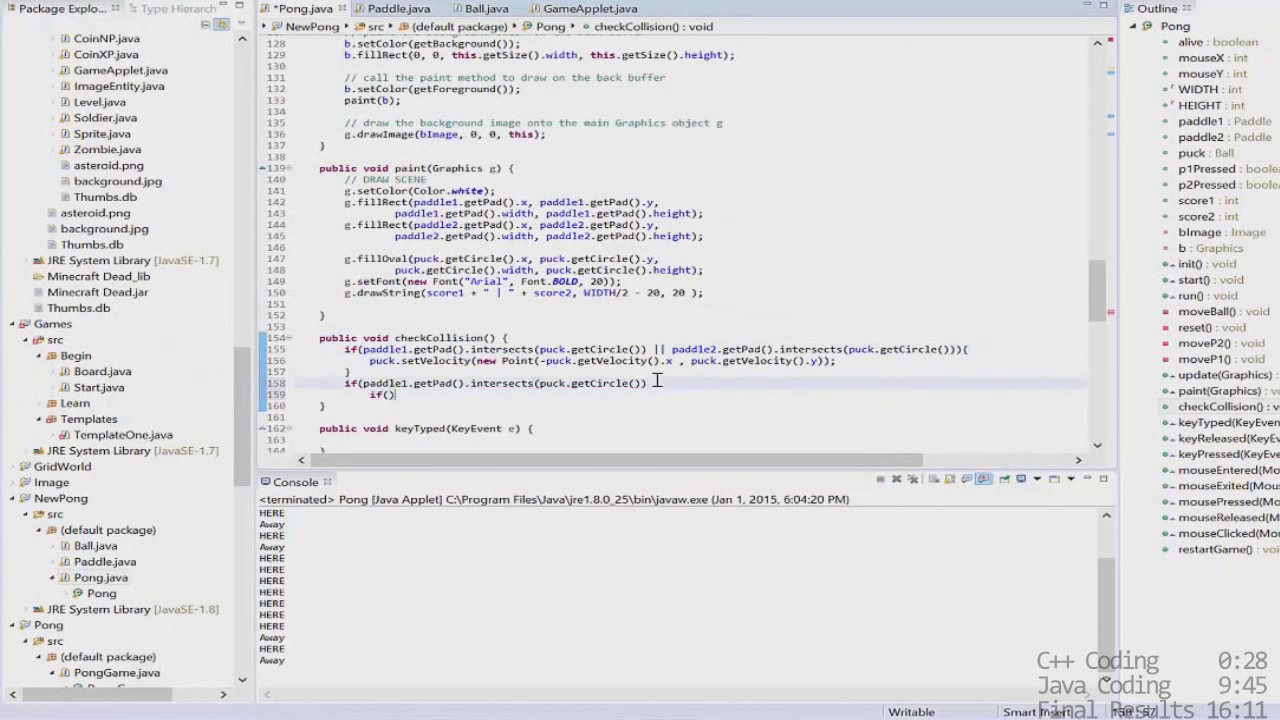 Package Explo...
Type Hierarch
CoinNP.java
CoinXP.java
GameApplet.java
ImageEntity.java
Level.java
Soldier.java
Sprite.java
Zombie.java
asteroid.png
background.jpg
Thumbs.db
asteroid.png
background.jpg
Thumbs.db
JRE System Library [JavaSE-1.7]
Minecraft Dead_lib
Minecraft Dead.jar
Thumbs.db
Games
src
Begin
Board.java
Start.java
Learn
Templates
TemplateOne.java
JRE System Library [JavaSE-1.7]
GridWorld
Image
NewPong
src
(default package)
Ball.java
Paddle.java
Pong.java
Pong
JRE System Library [JavaSE-1.8]
Pong
src
(default package)
PongGame.java
*Pong.java
Paddle.java
Ball.java
GameApplet.java
NewPong
src
(default package)
Pong
checkCollision() : void
128 b.setColor(getBackground());
129 b.fillRect(0, 0, this.getSize().width, this.getSize().height);
130
131 // call the paint method to draw on the back buffer
132 b.setColor(getForeground());
133 paint(b);
134
135 // draw the background image onto the main Graphics object g
136 g.drawImage(bImage, 0, 0, this);
137 }
138
139 public void paint(Graphics g) {
140 // DRAW SCENE
141 g.setColor(Color.white);
142 g.fillRect(paddle1.getPad().x, paddle1.getPad().y,
143 paddle1.getPad().width, paddle1.getPad().height);
144 g.fillRect(paddle2.getPad().x, paddle2.getPad().y,
145 paddle2.getPad().width, paddle2.getPad().height);
146
147 g.fillOval(puck.getCircle().x, puck.getCircle().y,
148 puck.getCircle().width, puck.getCircle().height);
149 g.setFont(new Font("Arial", Font.BOLD, 20));
150 g.drawString(score1 + " | " + score2, WIDTH/2 - 20, 20 );
151
152 }
153
154 public void checkCollision() {
155 if(paddle1.getPad().intersects(puck.getCircle()) || paddle2.getPad().intersects(puck.getCircle())){
156 puck.setVelocity(new Point(-puck.getVelocity().x , puck.getVelocity().y));
157 }
158 if(paddle1.getPad().intersects(puck.getCircle())
159 if()
160 }
161
162 public void keyTyped(KeyEvent e) {
163
164 }
Console
<terminated> Pong [Java Applet] C:\Program Files\Java\jre1.8.0_25\bin\javaw.exe (Jan 1, 2015, 6:04:20 PM)
HERE
Away
HERE
Away
HERE
HERE
HERE
HERE
HERE
HERE
HERE
Away
HERE
Away
Outline
Pong
alive : boolean
mouseX : int
mouseY : int
WIDTH : int
HEIGHT : int
paddle1 : Paddle
paddle2 : Paddle
puck : Ball
p1Pressed : boolean
p2Pressed : boolean
score1 : int
score2 : int
bImage : Image
b : Graphics
init() : void
start() : void
run() : void
moveBall() : void
reset() : void
moveP2() : void
moveP1() : void
update(Graphics) :
paint(Graphics) : vo
checkCollision() : vo
keyTyped(KeyEvent
keyReleased(KeyEve
keyPressed(KeyEven
mouseEntered(Mous
mouseExited(Mouse
mousePressed(Mou
mouseReleased(Mo
mouseClicked(Mous
restartGame() : void
C++ Coding 0:28
Java Coding 9:45
Final Results 16:11
Writable
Smart Insert